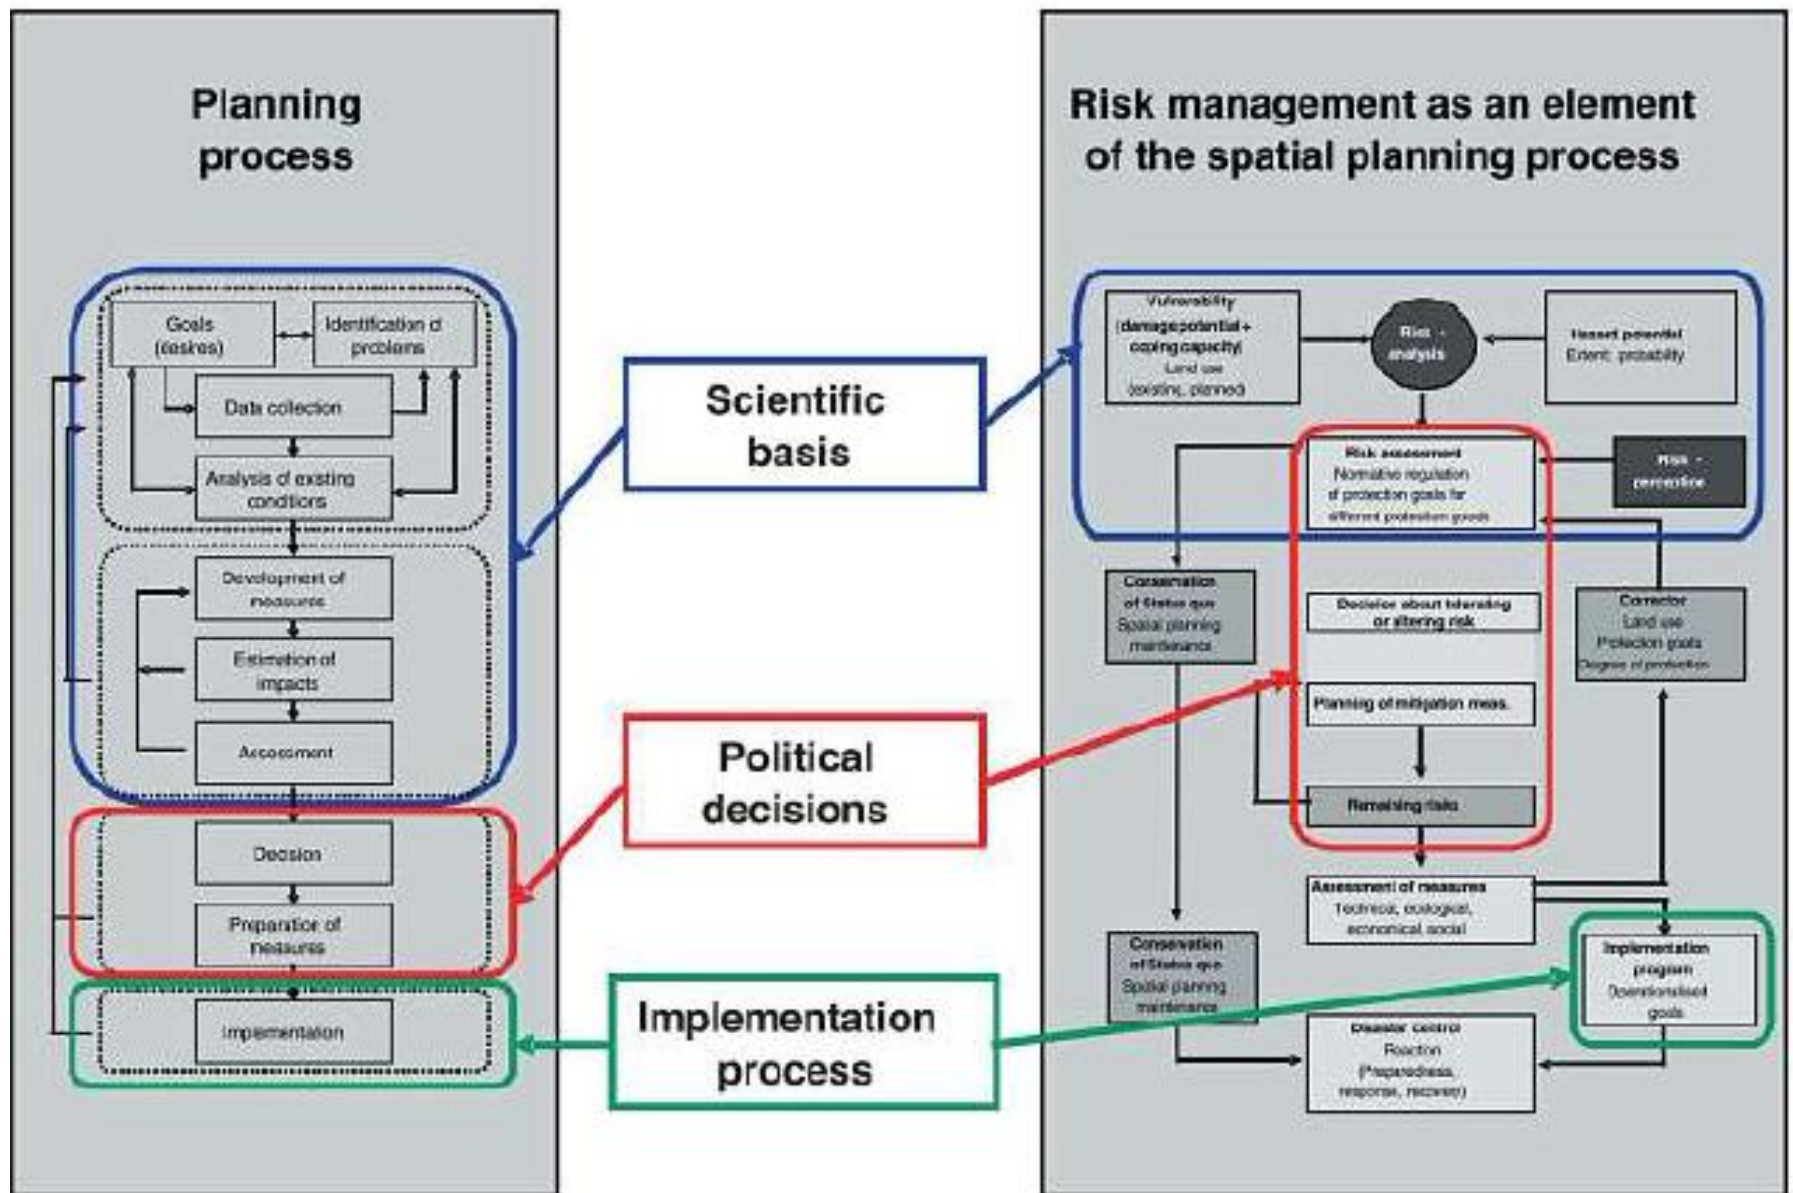 Planning
process
Goals
(desires)
Identification of
problems
Data collection
Analysis of existing
conditions
Development of
measures
Estimation of
impacts
Assessment
Decision
Preparation of
measures
Implementation
Scientific
basis
Political
decisions
Implementation
process
Risk management as an element
of the spatial planning process
Vulnerability
(damage potential +
coping capacity)
Land use
(existing, planned)
Risk -
analysis
Hazard potential
Extent; probability
Risk assessment
Normative regulation
of protection goals for
different protection goods
Risk -
perception
Conservation
of Status quo
Spatial planning
maintenance
Decision about tolerating
or altering risk
Corrector
Land use
Protection goals
Degree of protection
Planning of mitigation meas.
Remaining risks
Assessment of measures
Technical, ecological,
economical, social
Conservation
of Status quo
Spatial planning
maintenance
Implementation
program
Operationalised
goals
Disaster control
Reaction
(Preparedness,
response, recovery)